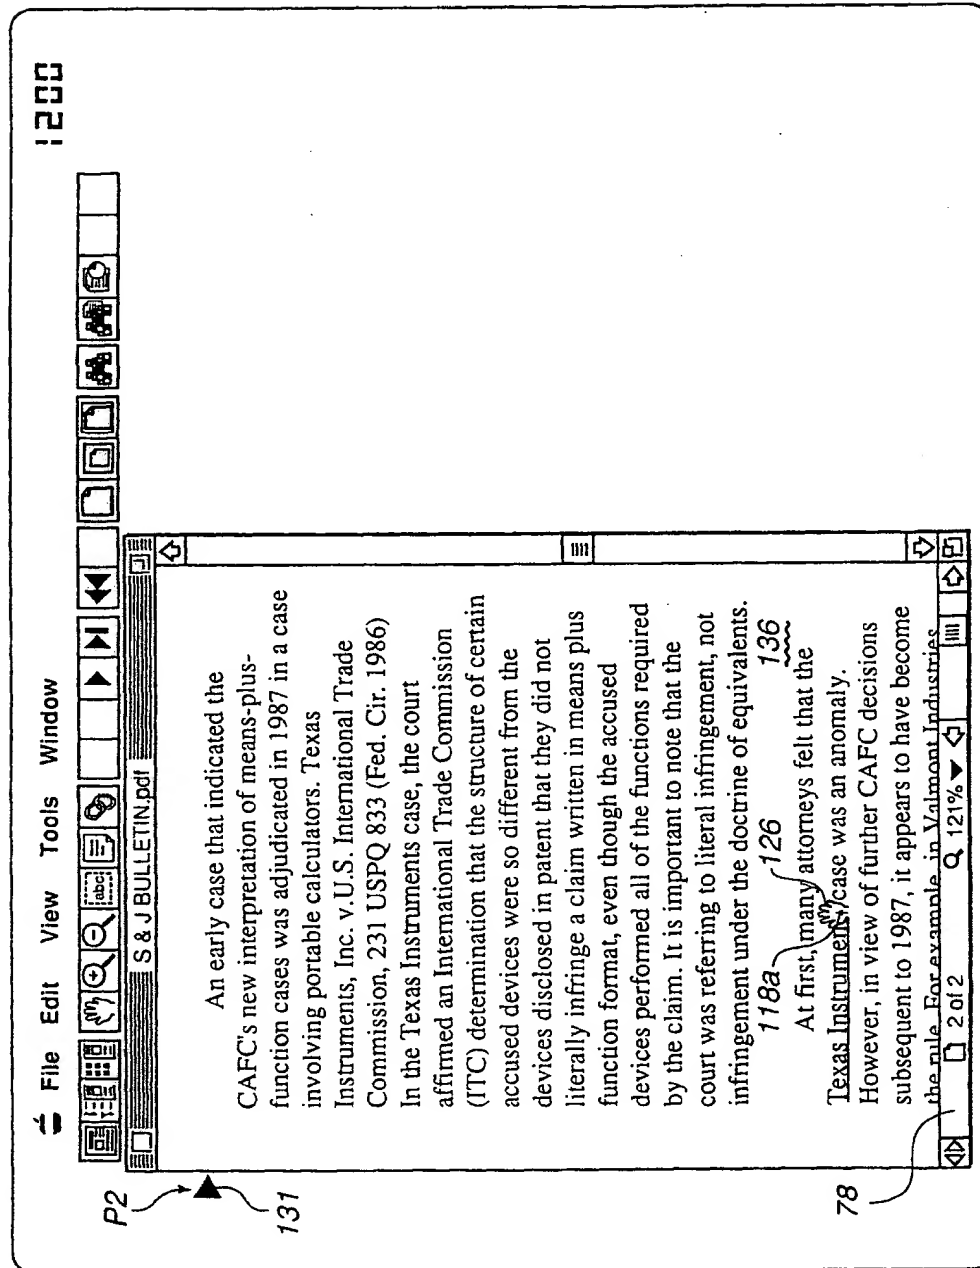 1200
File Edit View Tools Window
abc
S & J BULLETIN.pdf
P2
131
An early case that indicated the
CAFC's new interpretation of means-plus-
function cases was adjudicated in 1987 in a case
involving portable calculators. Texas
Instruments, Inc. v.U.S. International Trade
Commission, 231 USPQ 833 (Fed. Cir. 1986)
In the Texas Instruments case, the court
affirmed an International Trade Commission
(ITC) determination that the structure of certain
accused devices were so different from the
devices disclosed in patent that they did not
literally infringe a claim written in means plus
function format, even though the accused
devices performed all of the functions required
by the claim. It is important to note that the
court was referring to literal infringement, not
infringement under the doctrine of equivalents.
118a 126 136
At first, many attorneys felt that the
Texas Instruments case was an anomaly.
However, in view of further CAFC decisions
subsequent to 1987, it appears to have become
the rule. For example, in Valmont Industries
78
2 of 2 121%